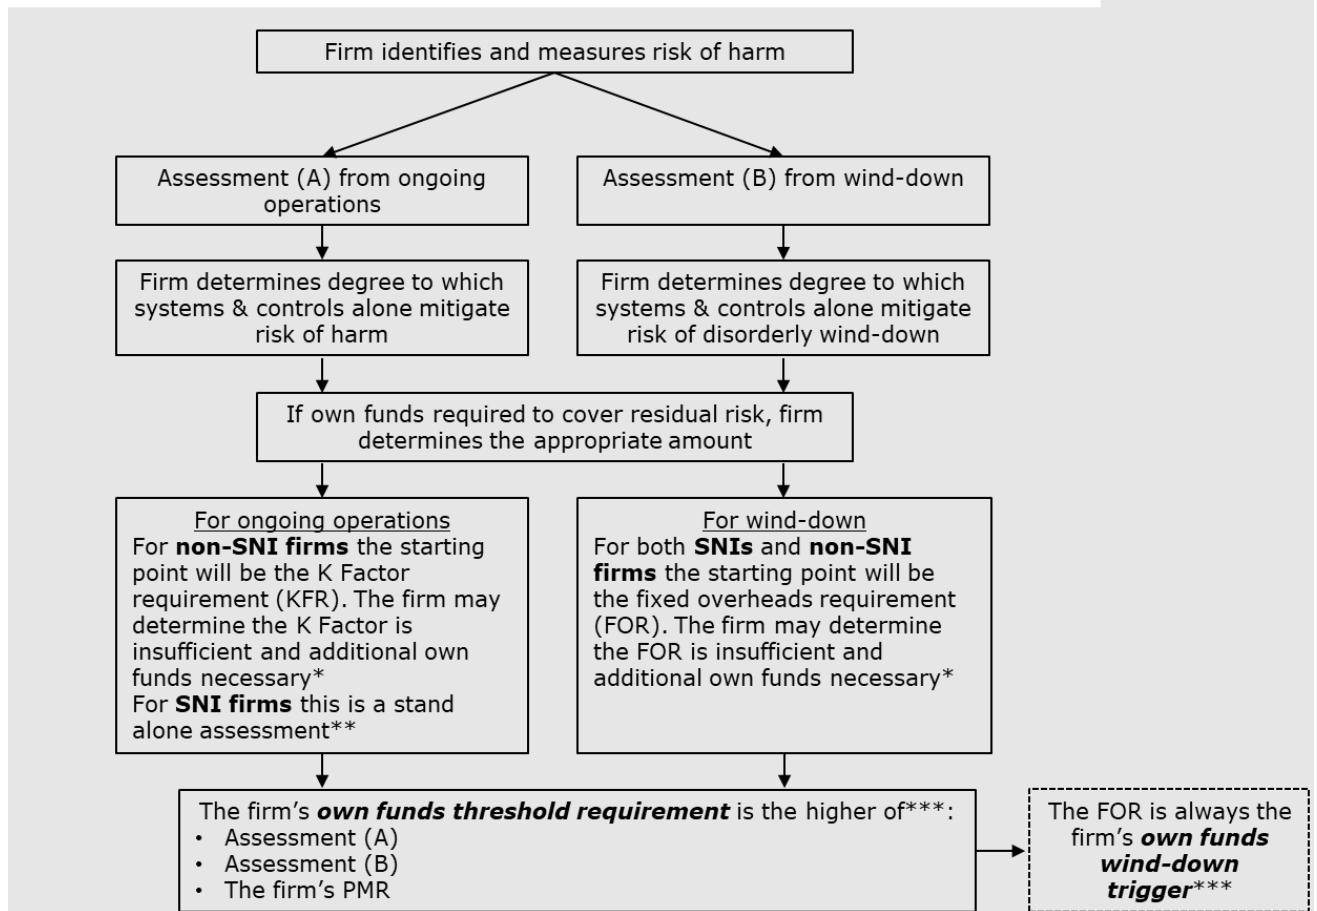 Firm identifies and measures risk of harm
Assessment (A) from ongoing
operations
Assessment (B) from wind-down
Firm determines degree to which
systems & controls alone mitigate
risk of harm
Firm determines degree to which
systems & controls alone mitigate
risk of disorderly wind-down
If own funds required to cover residual risk, firm
determines the appropriate amount
For ongoing operations
For non-SNI firms the starting
point will be the K Factor
requirement (KFR). The firm may
determine the K Factor is
insufficient and additional own
funds necessary*
For SNI firms this is a stand
alone assessment**
For wind-down
For both SNIs and non-SNI
firms the starting point will be
the fixed overheads requirement
(FOR). The firm may determine
the FOR is insufficient and
additional own funds necessary*
The firm’s own funds threshold requirement is the higher of***:
• Assessment (A)
• Assessment (B)
• The firm’s PMR
The FOR is always the
firm’s own funds
wind-down
trigger***